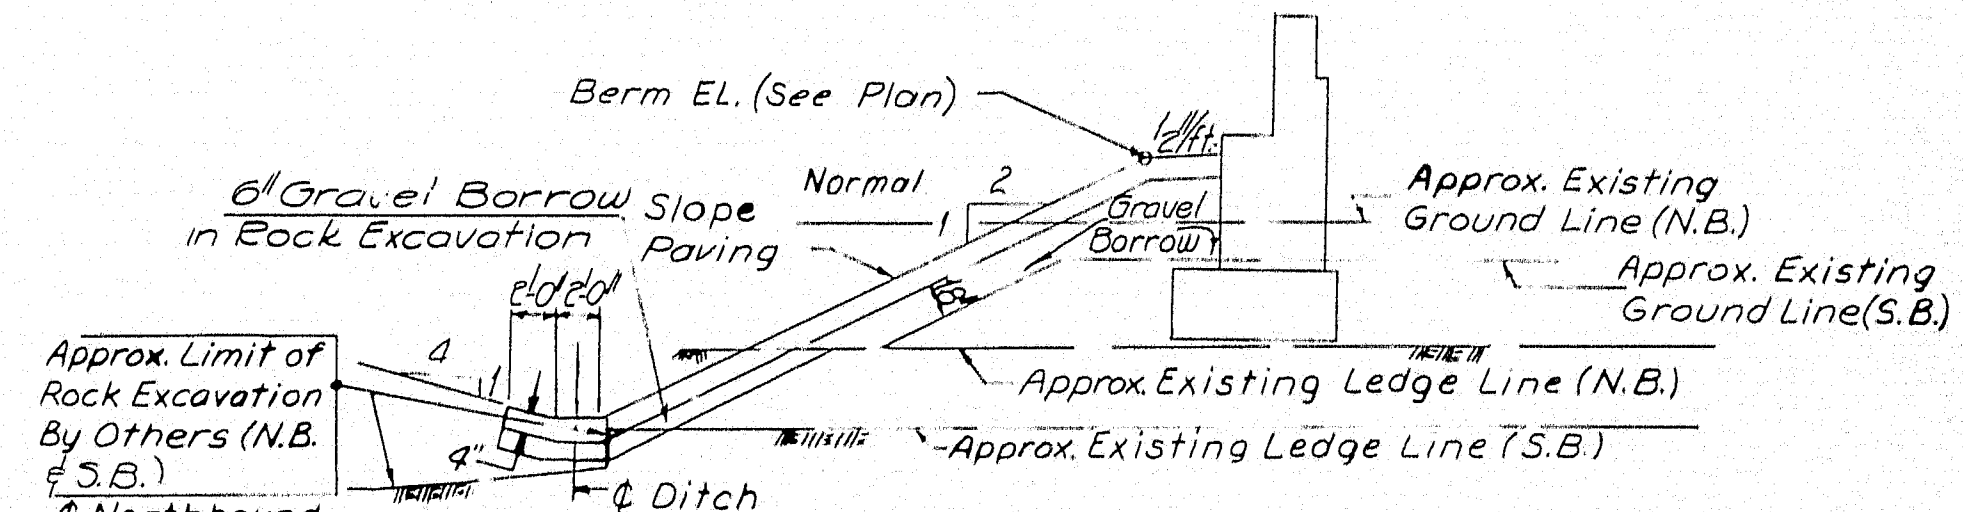 Berm EL. (See Plan)
1/2"/ft.
6" Gravel Borrow
in Rock Excavation
Slope
Paving
Normal
2
1
Gravel
Borrow
Approx. Existing
Ground Line (N.B.)
Approx. Existing
Ground Line (S.B.)
2'-0" 2'-0"
Approx. Limit of
Rock Excavation
By Others (N.B.
& S.B.)
4
1
4"
Approx. Existing Ledge Line (N.B.)
Approx. Existing Ledge Line (S.B.)
℄ Ditch
℄ Northbound